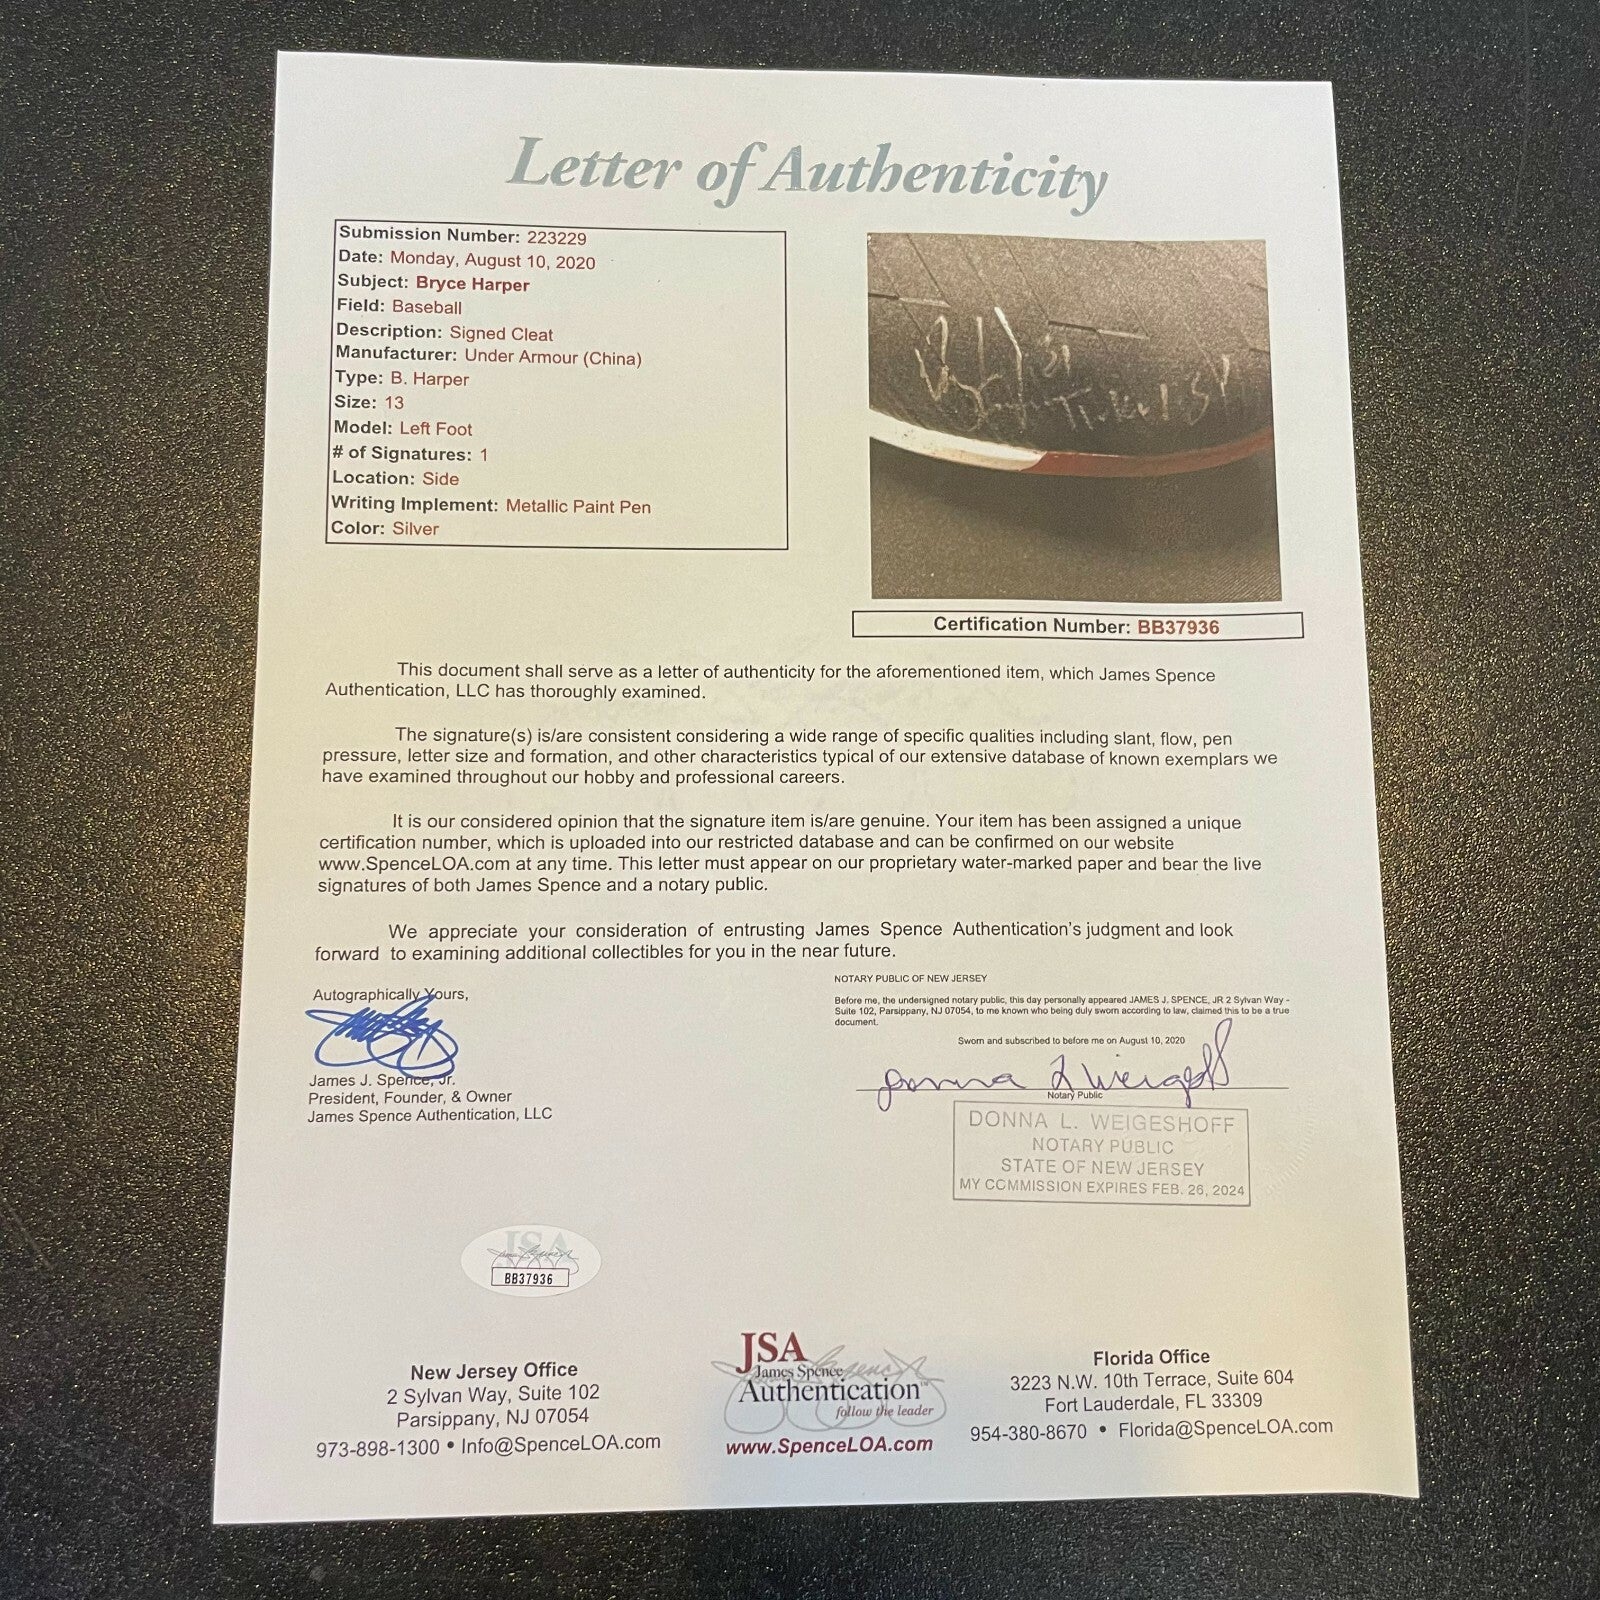 Letter of Authenticity
Submission Number: 223229
Date: Monday, August 10, 2020
Subject: Bryce Harper
Field: Baseball
Description: Signed Cleat
Manufacturer: Under Armour (China)
Type: B. Harper
Size: 13
Model: Left Foot
# of Signatures: 1
Location: Side
Writing Implement: Metallic Paint Pen
Color: Silver
Certification Number: BB37936
This document shall serve as a letter of authenticity for the aforementioned item, which James Spence
Authentication, LLC has thoroughly examined.
The signature(s) is/are consistent considering a wide range of specific qualities including slant, flow, pen
pressure, letter size and formation, and other characteristics typical of our extensive database of known exemplars we
have examined throughout our hobby and professional careers.
It is our considered opinion that the signature item is/are genuine. Your item has been assigned a unique
certification number, which is uploaded into our restricted database and can be confirmed on our website
www.SpenceLOA.com at any time. This letter must appear on our proprietary water-marked paper and bear the live
signatures of both James Spence and a notary public.
We appreciate your consideration of entrusting James Spence Authentication's judgment and look
forward to examining additional collectibles for you in the near future.
Autographically Yours,
James J. Spence, Jr.
President, Founder, & Owner
James Spence Authentication, LLC
NOTARY PUBLIC OF NEW JERSEY
Before me, the undersigned notary public, this day personally appeared JAMES J. SPENCE, JR 2 Sylvan Way -
Suite 102, Parsippany, NJ 07054, to me known who being duly sworn according to law, claimed this to be a true
document.
Sworn and subscribed to before me on August 10, 2020
Donna L Weigeshoff
Notary Public
DONNA L. WEIGESHOFF
NOTARY PUBLIC
STATE OF NEW JERSEY
MY COMMISSION EXPIRES FEB. 26, 2024
JSA
BB37936
New Jersey Office
2 Sylvan Way, Suite 102
Parsippany, NJ 07054
973-898-1300 • Info@SpenceLOA.com
JSA
James Spence
Authentication™
follow the leader
www.SpenceLOA.com
Florida Office
3223 N.W. 10th Terrace, Suite 604
Fort Lauderdale, FL 33309
954-380-8670 • Florida@SpenceLOA.com